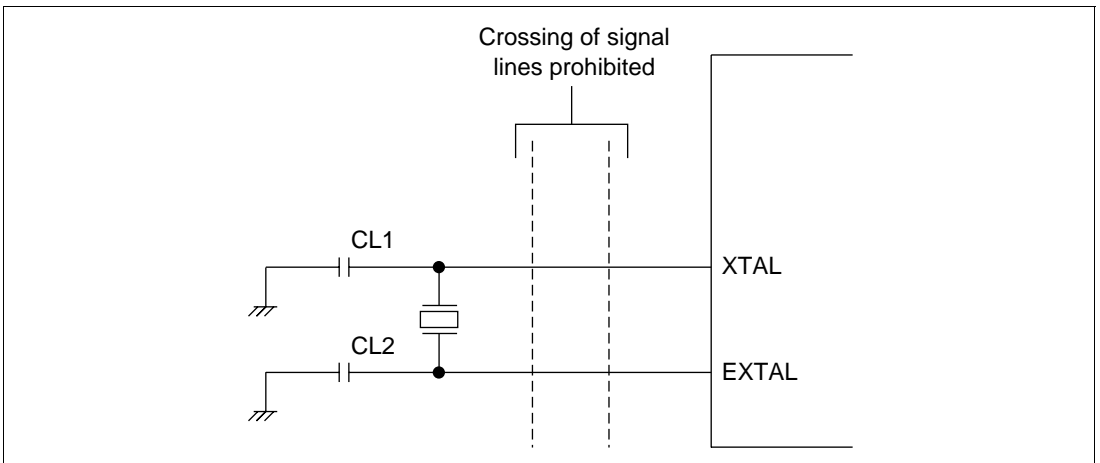 Crossing of signal
lines prohibited
CL1
XTAL
CL2
EXTAL